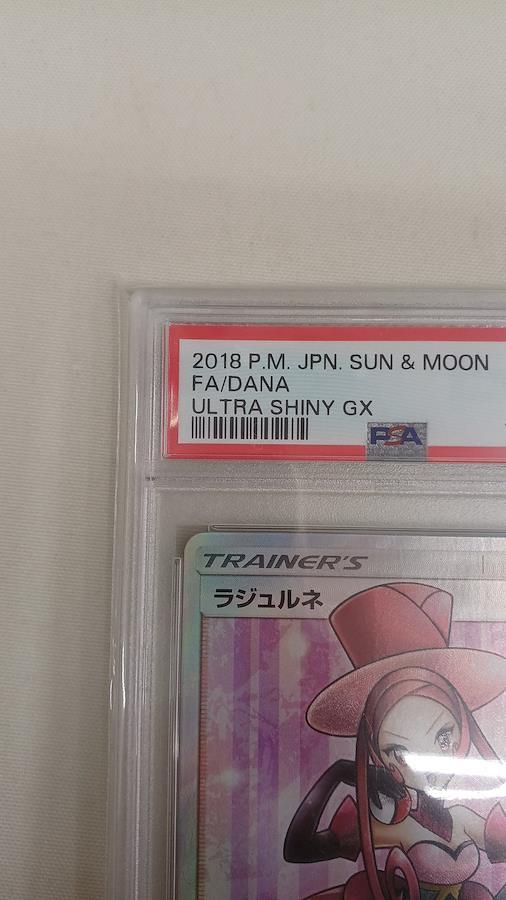 2018 P.M. JPN. SUN & MOON
FA/DANA
ULTRA SHINY GX
PSA
TRAINER'S
ラジュルネ